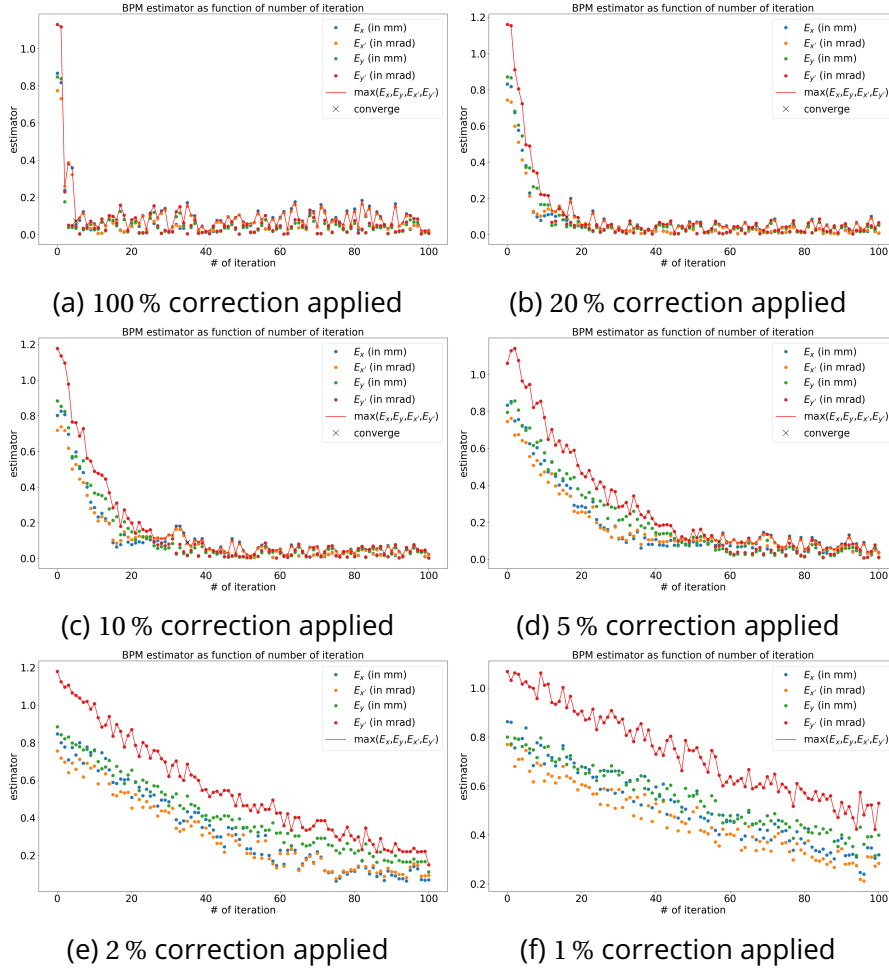 BPM estimator as function of number of iteration
estimator
1.0
0.8
0.6
0.4
0.2
0.0
0 20 40 60 80 100
# of iteration
E_x (in mm)
E_x′ (in mrad)
E_y (in mm)
E_y′ (in mrad)
max(E_x,E_y,E_x′,E_y′)
converge
(a) 100 % correction applied
BPM estimator as function of number of iteration
estimator
1.2
1.0
0.8
0.6
0.4
0.2
0.0
0 20 40 60 80 100
# of iteration
E_x (in mm)
E_x′ (in mrad)
E_y (in mm)
E_y′ (in mrad)
max(E_x,E_y,E_x′,E_y′)
converge
(b) 20 % correction applied
BPM estimator as function of number of iteration
estimator
1.2
1.0
0.8
0.6
0.4
0.2
0.0
0 20 40 60 80 100
# of iteration
E_x (in mm)
E_x′ (in mrad)
E_y (in mm)
E_y′ (in mrad)
max(E_x,E_y,E_x′,E_y′)
converge
(c) 10 % correction applied
BPM estimator as function of number of iteration
estimator
1.0
0.8
0.6
0.4
0.2
0.0
0 20 40 60 80 100
# of iteration
E_x (in mm)
E_x′ (in mrad)
E_y (in mm)
E_y′ (in mrad)
max(E_x,E_y,E_x′,E_y′)
converge
(d) 5 % correction applied
BPM estimator as function of number of iteration
estimator
1.2
1.0
0.8
0.6
0.4
0.2
0 20 40 60 80 100
# of iteration
E_x (in mm)
E_x′ (in mrad)
E_y (in mm)
E_y′ (in mrad)
max(E_x,E_y,E_x′,E_y′)
(e) 2 % correction applied
BPM estimator as function of number of iteration
estimator
1.0
0.8
0.6
0.4
0.2
0 20 40 60 80 100
# of iteration
E_x (in mm)
E_x′ (in mrad)
E_y (in mm)
E_y′ (in mrad)
max(E_x,E_y,E_x′,E_y′)
(f) 1 % correction applied